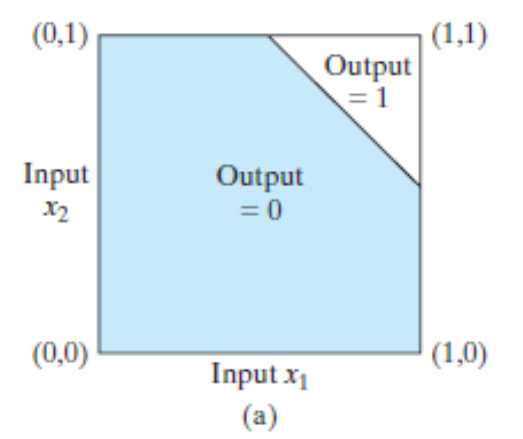 (0,1)
(1,1)
Output
= 1
Input
x₂
Output
= 0
(0,0)
(1,0)
Input x₁
(a)